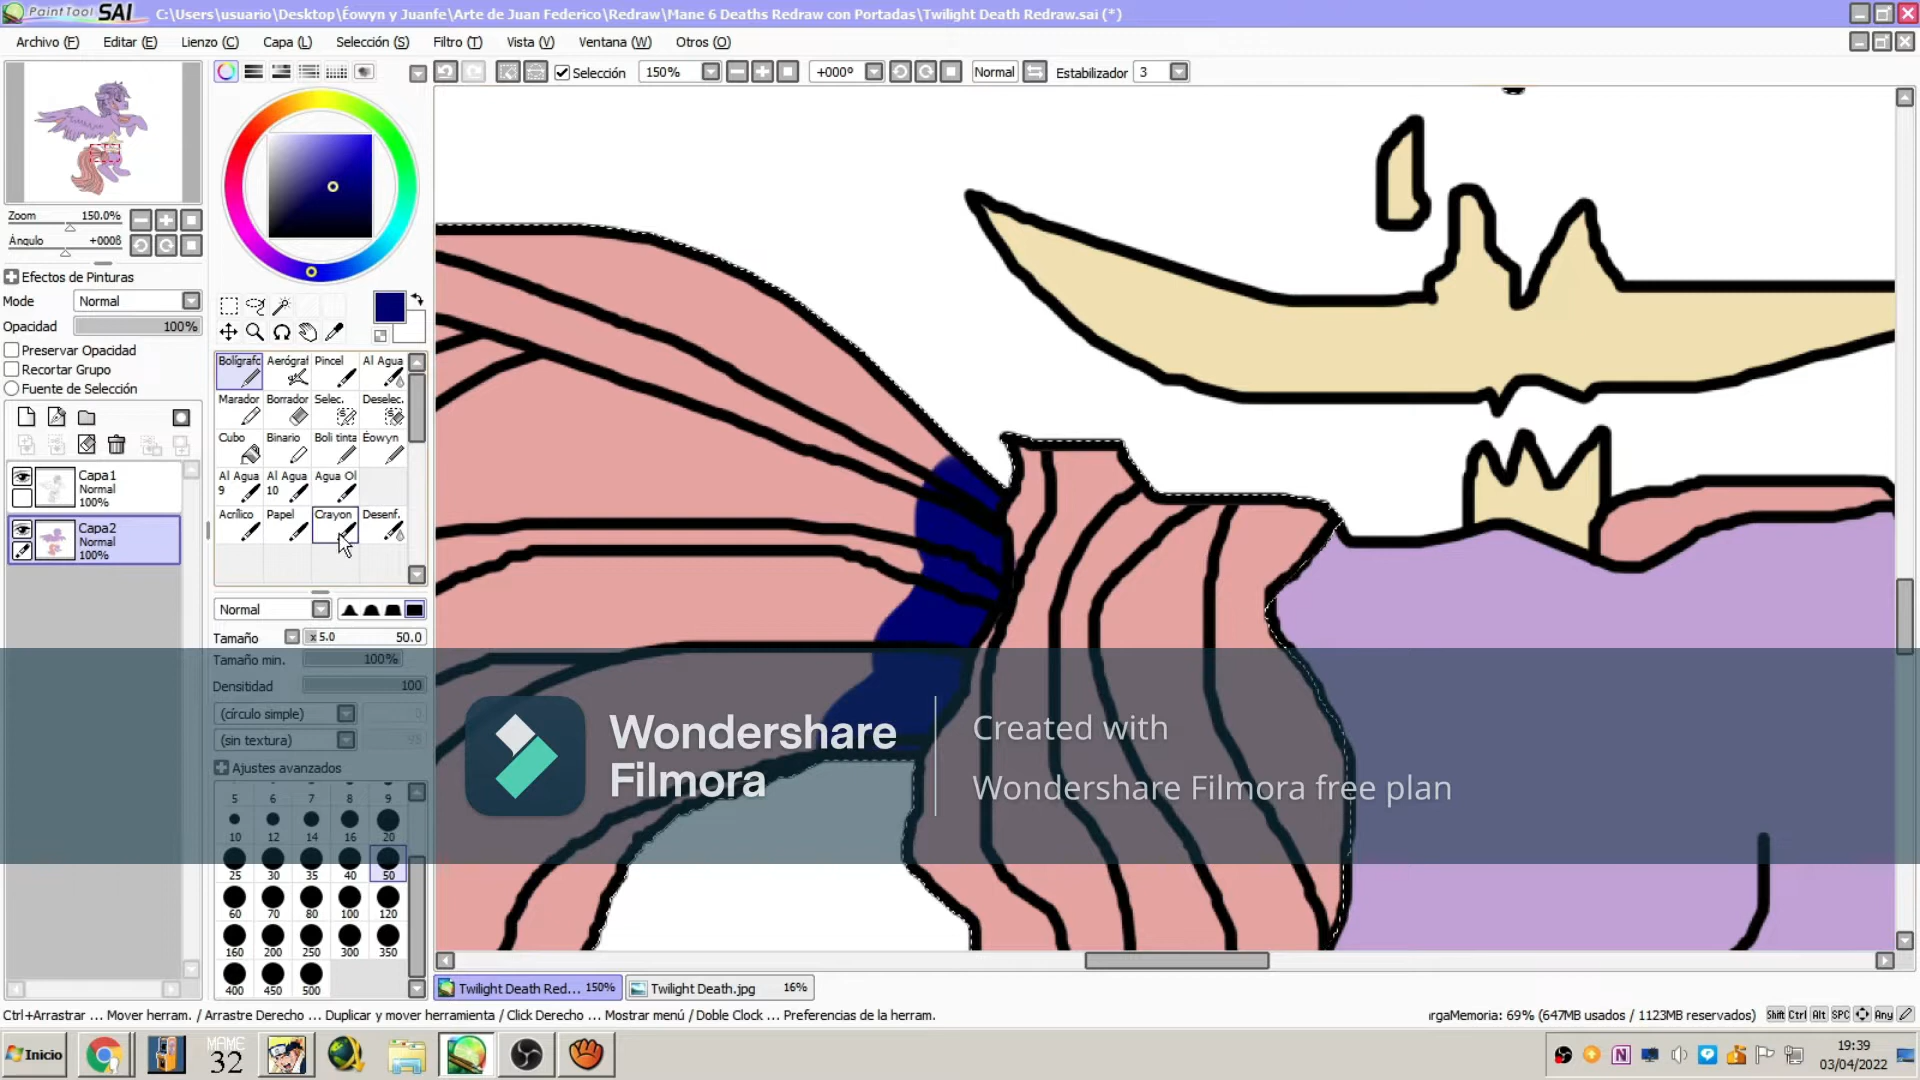 PaintTool SAI C:\Users\usuario\Desktop\Éowyn y Juanfe\Arte de Juan Federico\Redraw\Mane 6 Deaths Redraw con Portadas\Twilight Death Redraw.sai (*)
Archivo (F) Editar (E) Lienzo (C) Capa (L) Selección (S) Filtro (T) Vista (V) Ventana (W) Otros (O)
Selección 150% +000º Normal Estabilizador 3
Zoom 150.0%
Ángulo +000ß
Efectos de Pinturas
Mode Normal
Opacidad 100%
Preservar Opacidad
Recortar Grupo
Fuente de Selección
Capa1
Normal
100%
Capa2
Normal
100%
Bolígrafc Aerógraf Pincel Al Agua
Marador Borrador Selec. Deselec.
Cubo Binario Boli tinta Éowyn
Al Agua 9 Al Agua 10 Agua Ol
Acrílico Papel Crayon Desenf.
Normal
Tamaño x 5.0 50.0
Tamaño min. 100%
Densitidad 100
(círculo simple)
(sin textura)
Ajustes avanzados
5 6 7 8 9
10 12 14 16 20
25 30 35 40 50
60 70 80 100 120
160 200 250 300 350
400 450 500
Wondershare
Filmora
Created with
Wondershare Filmora free plan
Twilight Death Red... 150% Twilight Death.jpg 16%
Ctrl+Arrastrar ... Mover herram. / Arrastre Derecho ... Duplicar y mover herramienta / Click Derecho ... Mostrar menú / Doble Clock ... Preferencias de la herram.
ırgaMemoria: 69% (647MB usados / 1123MB reservados) Shift Ctrl Alt SPC Any
Inicio
MAME
32
19:39
03/04/2022